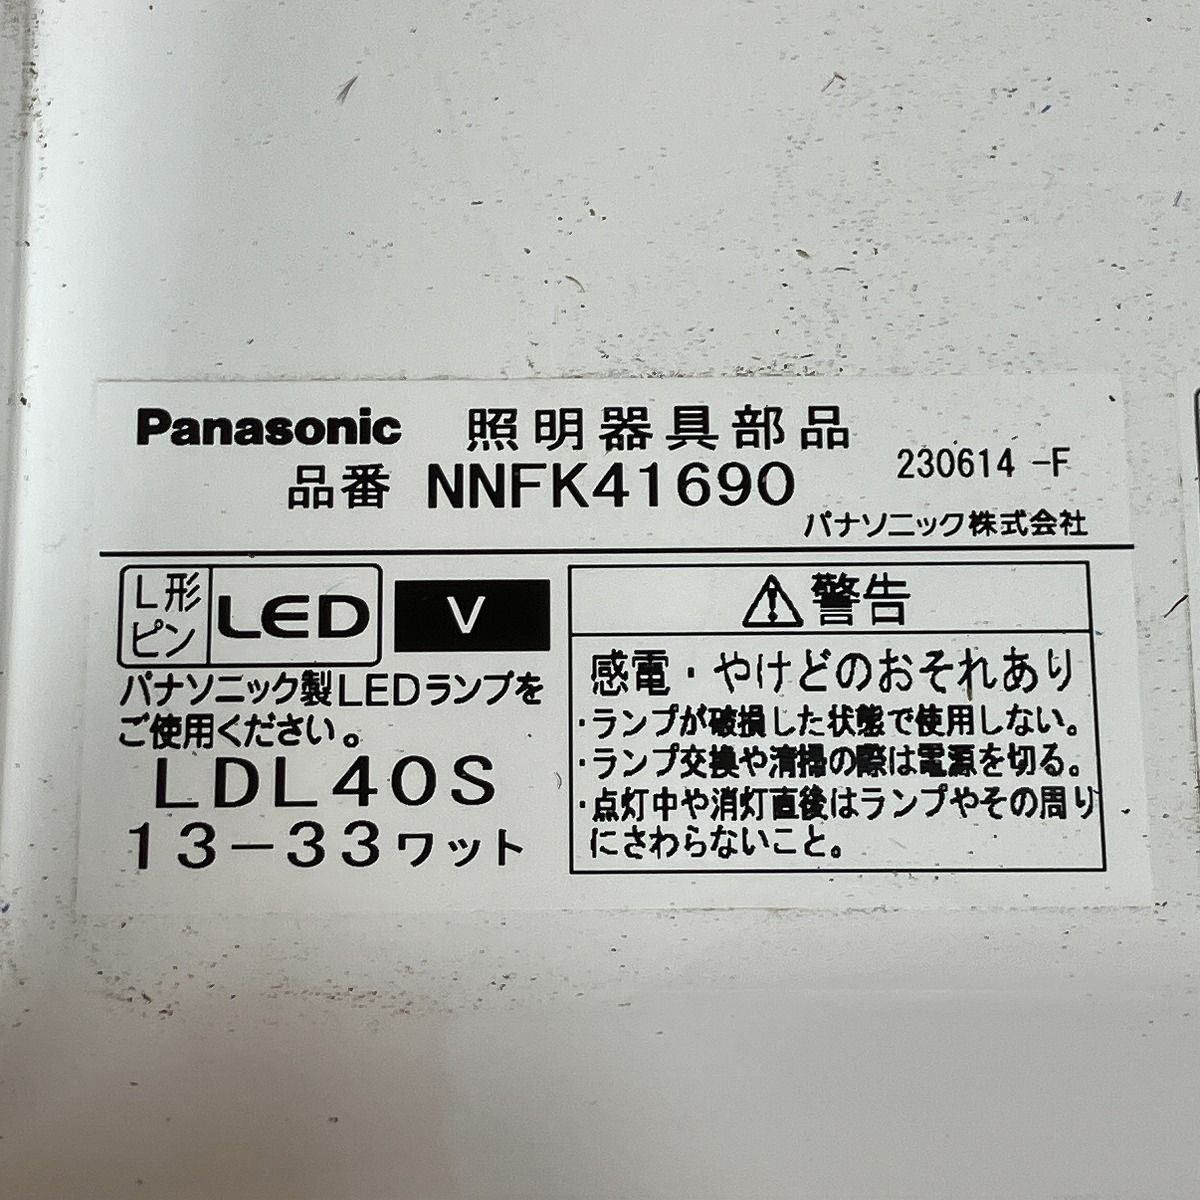 Panasonic 照明器具部品
品番 NNFK41690 230614 -F
パナソニック株式会社
L形
ピン
LED
V
パナソニック製LEDランプを
ご使用ください。
LDL40S
13-33ワット
⚠警告
感電・やけどのおそれあり
・ランプが破損した状態で使用しない。
・ランプ交換や清掃の際は電源を切る。
・点灯中や消灯直後はランプやその周り
にさわらないこと。